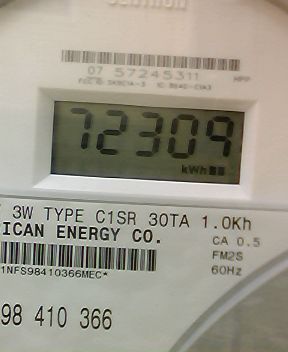 07 57245311
72309
kWh
3W TYPE C1SR 30TA 1.0Kh
ICAN ENERGY CO.
CA 0.5
FM2S
60Hz
1NFS98410366MEC*
98 410 366